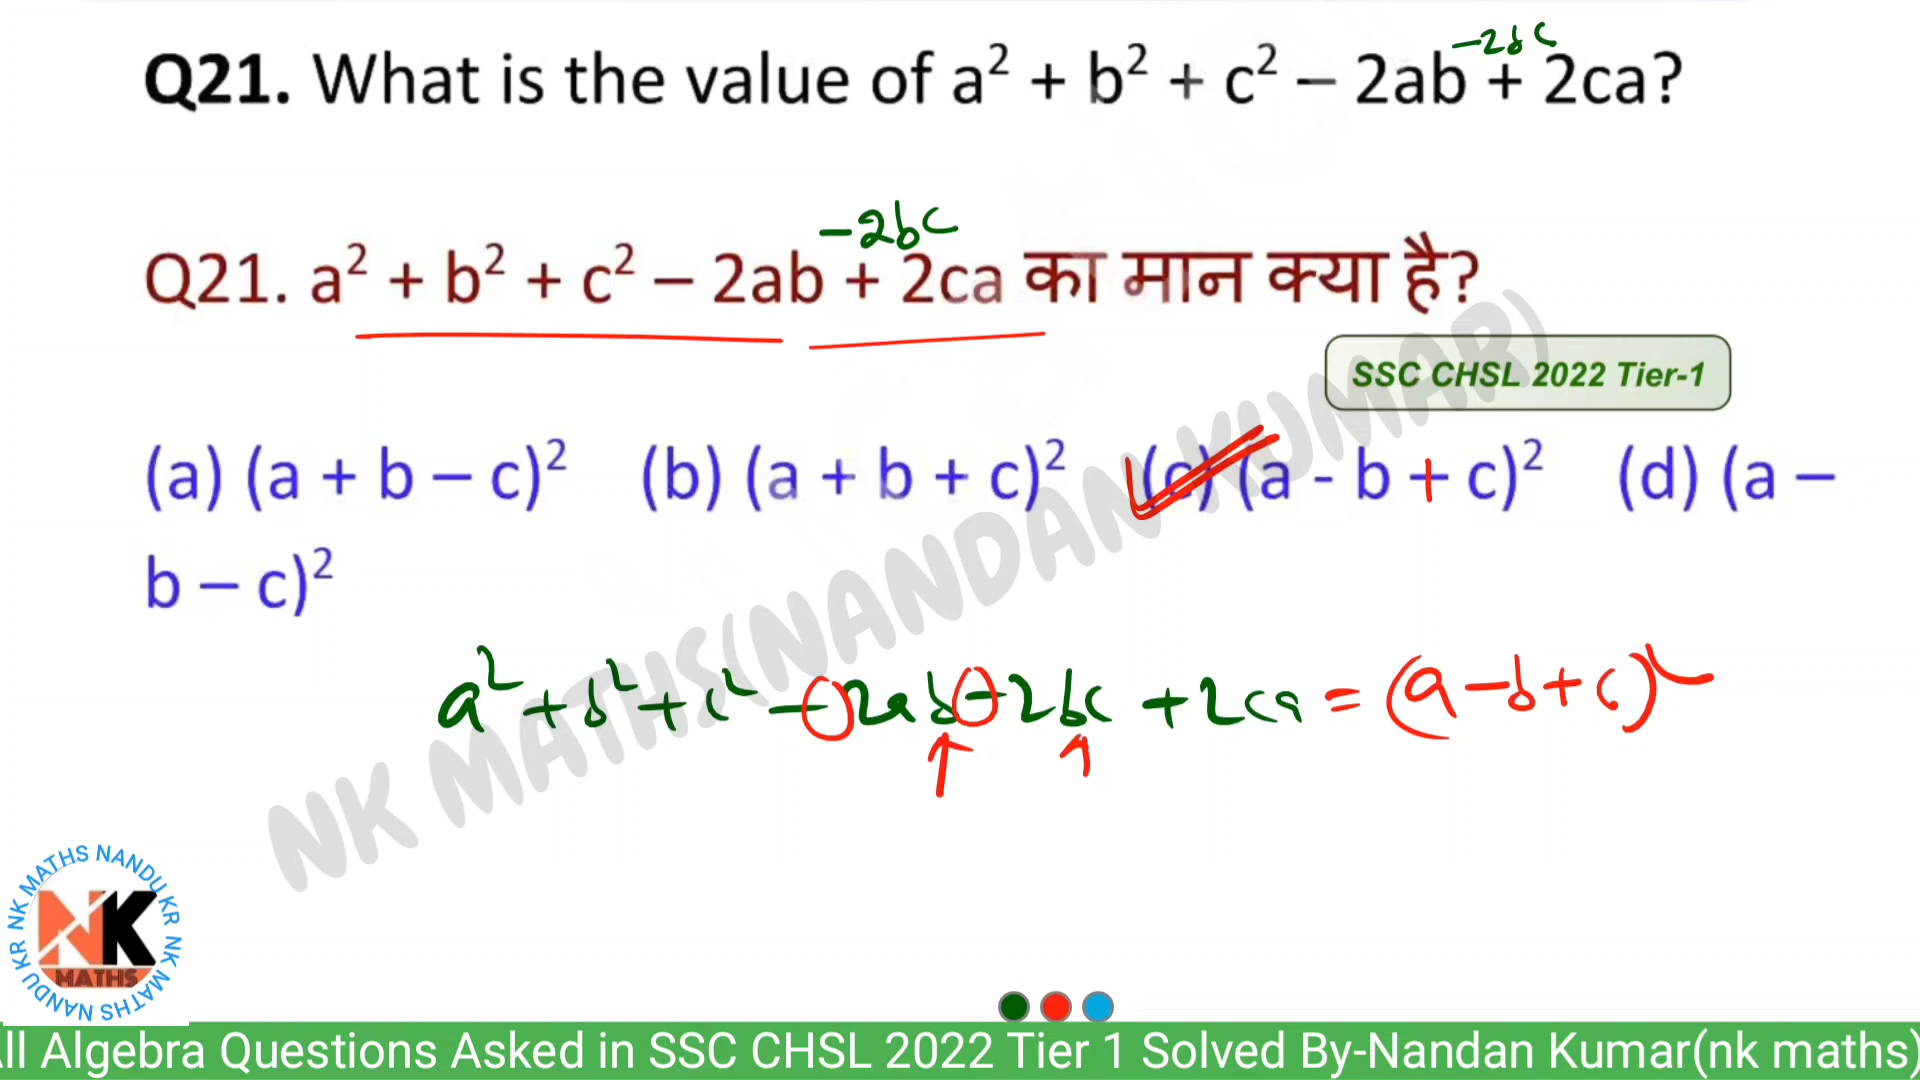 Q21. What is the value of a² + b² + c² – 2ab -2bc + 2ca?
Q21. a² + b² + c² – 2ab -2bc + 2ca का मान क्या है?
SSC CHSL 2022 Tier-1
(a) (a + b – c)² (b) (a + b + c)² (c) (a - b + c)² (d) (a –
b – c)²
a² + b² + c² - 2ab - 2bc + 2ca = (a - b + c)²
NK MATHS(NANDAN KUMAR)
NK MATHS NANDU KR NK MATHS NANDU KR
NK
MATHS
ll Algebra Questions Asked in SSC CHSL 2022 Tier 1 Solved By-Nandan Kumar(nk maths)